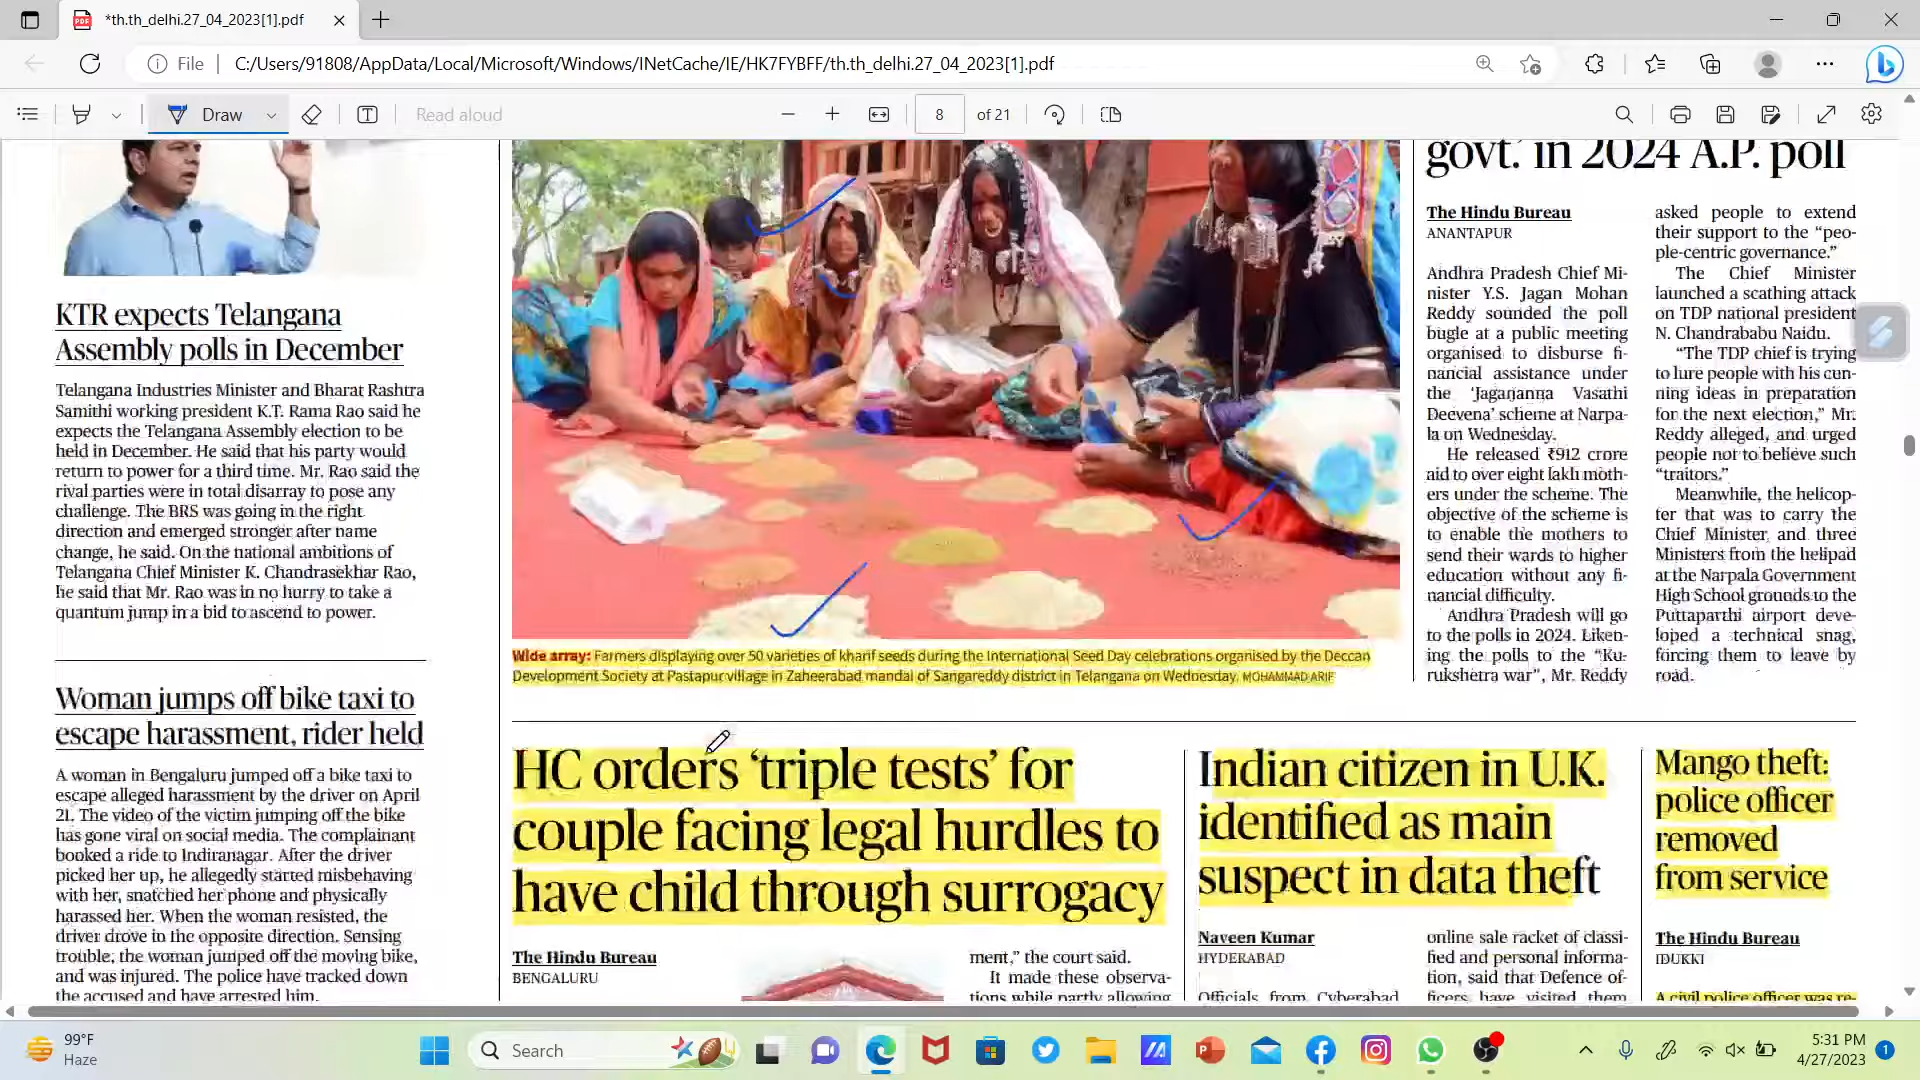 *th.th_delhi.27_04_2023[1].pdf
File
C:/Users/91808/AppData/Local/Microsoft/Windows/INetCache/IE/HK7FYBFF/th.th_delhi.27_04_2023[1].pdf
Draw
Read aloud
8
of 21
KTR expects Telangana
Assembly polls in December
Telangana Industries Minister and Bharat Rashtra
Samithi working president K.T. Rama Rao said he
expects the Telangana Assembly election to be
held in December. He said that his party would
return to power for a third time. Mr. Rao said the
rival parties were in total disarray to pose any
challenge. The BRS was going in the right
direction and emerged stronger after name
change, he said. On the national ambitions of
Telangana Chief Minister K. Chandrasekhar Rao,
he said that Mr. Rao was in no hurry to take a
quantum jump in a bid to ascend to power.
Woman jumps off bike taxi to
escape harassment, rider held
A woman in Bengaluru jumped off a bike taxi to
escape alleged harassment by the driver on April
21. The video of the victim jumping off the bike
has gone viral on social media. The complainant
booked a ride to Indiranagar. After the driver
picked her up, he allegedly started misbehaving
with her, snatched her phone and physically
harassed her. When the woman resisted, the
driver drove in the opposite direction. Sensing
trouble, the woman jumped off the moving bike,
and was injured. The police have tracked down
the accused and have arrested him.
Wide array: Farmers displaying over 50 varieties of kharif seeds during the International Seed Day celebrations organised by the Deccan
Development Society at Pastapur village in Zaheerabad mandal of Sangareddy district in Telangana on Wednesday. MOHAMMAD ARIF
govt.' in 2024 A.P. poll
The Hindu Bureau
ANANTAPUR
Andhra Pradesh Chief Mi-
nister Y.S. Jagan Mohan
Reddy sounded the poll
bugle at a public meeting
organised to disburse fi-
nancial assistance under
the 'Jagananna Vasathi
Deevena' scheme at Narpa-
la on Wednesday.
He released ₹912 crore
aid to over eight lakh moth-
ers under the scheme. The
objective of the scheme is
to enable the mothers to
send their wards to higher
education without any fi-
nancial difficulty.
Andhra Pradesh will go
to the polls in 2024. Liken-
ing the polls to the “Ku-
rukshetra war”, Mr. Reddy
asked people to extend
their support to the “peo-
ple-centric governance.”
The Chief Minister
launched a scathing attack
on TDP national president
N. Chandrababu Naidu.
“The TDP chief is trying
to lure people with his cun-
ning ideas in preparation
for the next election,” Mr.
Reddy alleged, and urged
people not to believe such
“traitors.”
Meanwhile, the helicop-
ter that was to carry the
Chief Minister and three
Ministers from the helipad
at the Narpala Government
High School grounds to the
Puttaparthi airport deve-
loped a technical snag,
forcing them to leave by
road.
HC orders ‘triple tests’ for
couple facing legal hurdles to
have child through surrogacy
The Hindu Bureau
BENGALURU
ment,” the court said.
It made these observa-
tions while partly allowing
Indian citizen in U.K.
identified as main
suspect in data theft
Naveen Kumar
HYDERABAD
Officials from Cyberabad
online sale racket of classi-
fied and personal informa-
tion, said that Defence of-
ficers have visited them
Mango theft:
police officer
removed
from service
The Hindu Bureau
IDUKKI
A civil police officer was re-
99°F
Haze
Search
5:31 PM
4/27/2023
1